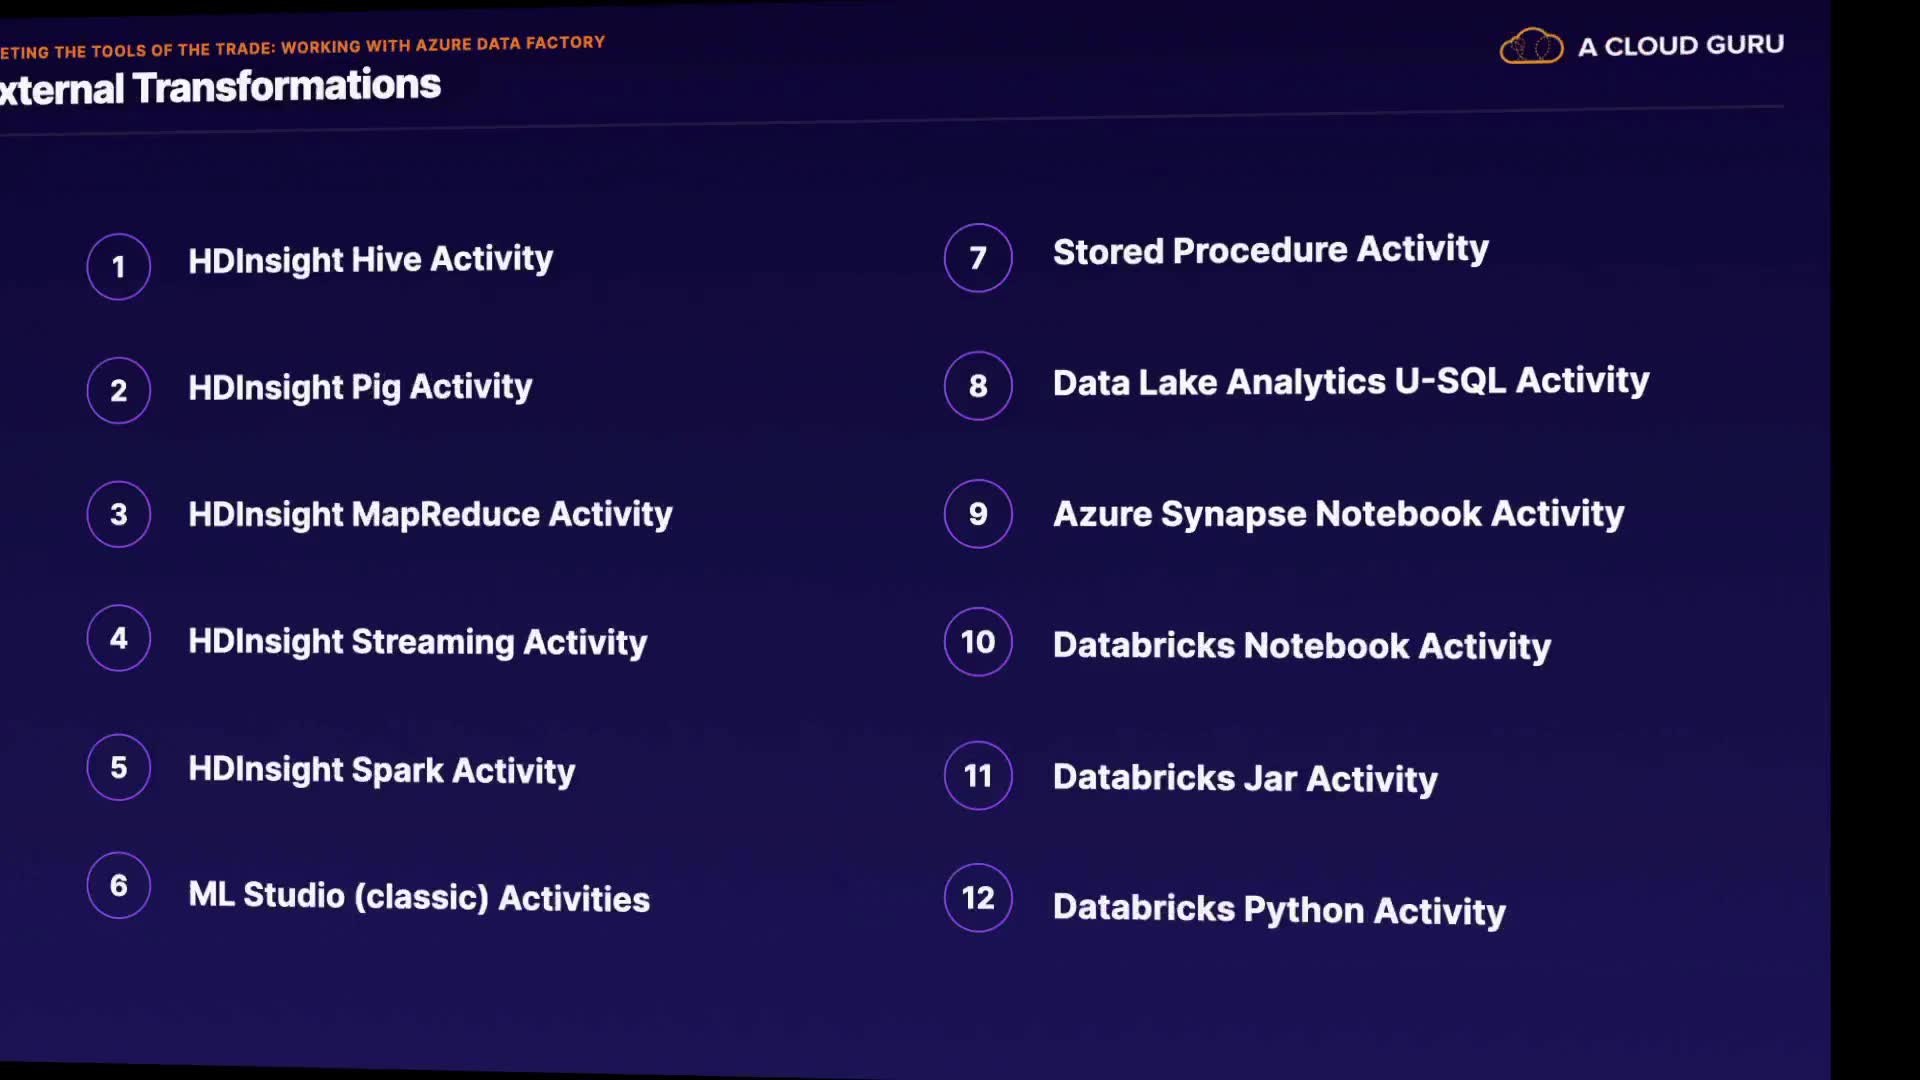 ETING THE TOOLS OF THE TRADE: WORKING WITH AZURE DATA FACTORY
xternal Transformations
A CLOUD GURU
1 HDInsight Hive Activity
2 HDInsight Pig Activity
3 HDInsight MapReduce Activity
4 HDInsight Streaming Activity
5 HDInsight Spark Activity
6 ML Studio (classic) Activities
7 Stored Procedure Activity
8 Data Lake Analytics U-SQL Activity
9 Azure Synapse Notebook Activity
10 Databricks Notebook Activity
11 Databricks Jar Activity
12 Databricks Python Activity